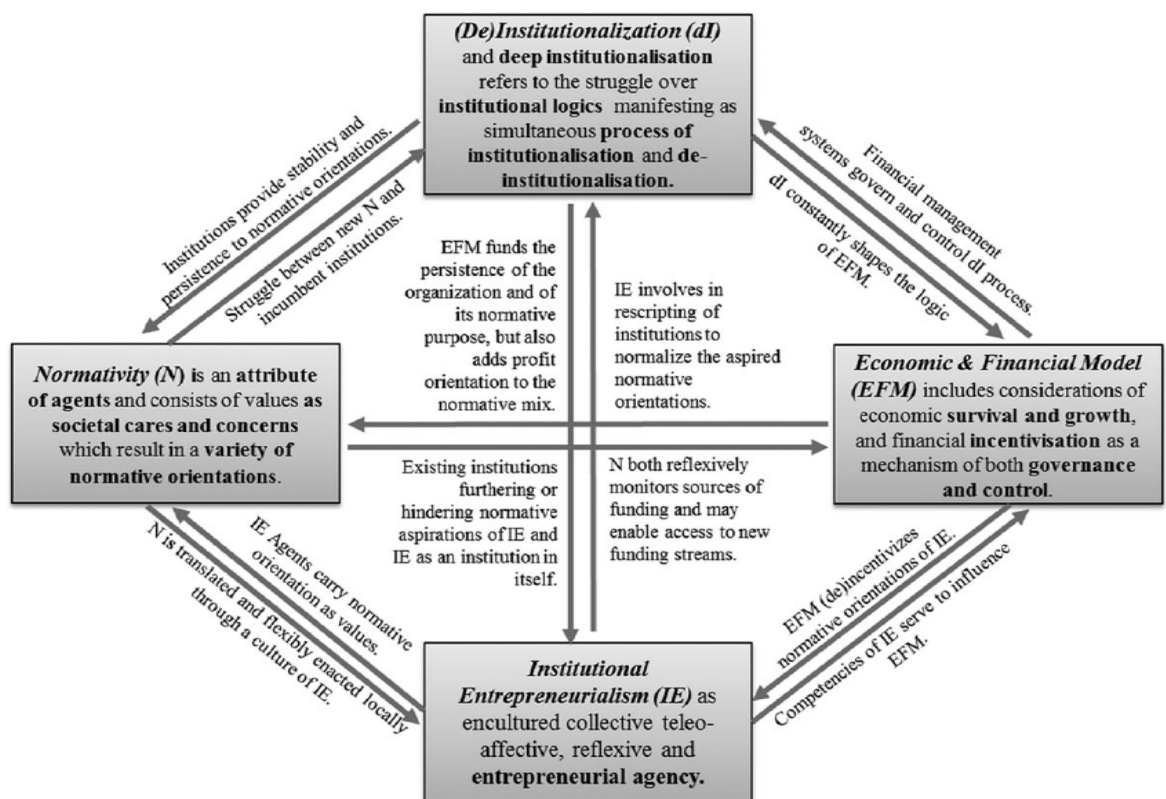 (De)Institutionalization (dI)
and deep institutionalisation
refers to the struggle over
institutional logics manifesting as
simultaneous process of
institutionalisation and de-
institutionalisation.
Institutions provide stability and
persistence to normative orientations.
Struggle between new N and
incumbent institutions.
Financial management
systems govern and control dI process.
dI constantly shapes the logic
of EFM.
EFM funds the
persistence of the
organization and of
its normative
purpose, but also
adds profit
orientation to the
normative mix.
IE involves in
rescripting of
institutions to
normalize the aspired
normative
orientations.
Normativity (N) is an attribute
of agents and consists of values as
societal cares and concerns
which result in a variety of
normative orientations.
Economic & Financial Model
(EFM) includes considerations of
economic survival and growth,
and financial incentivisation as a
mechanism of both governance
and control.
Existing institutions
furthering or
hindering normative
aspirations of IE and
IE as an institution in
itself.
N both reflexively
monitors sources of
funding and may
enable access to new
funding streams.
IE Agents carry normative
orientation as values.
N is translated and flexibly enacted locally
through a culture of IE.
EFM (de)incentivizes
normative orientations of IE.
Competencies of IE serve to influence
EFM.
Institutional
Entrepreneurialism (IE) as
encultured collective teleo-
affective, reflexive and
entrepreneurial agency.